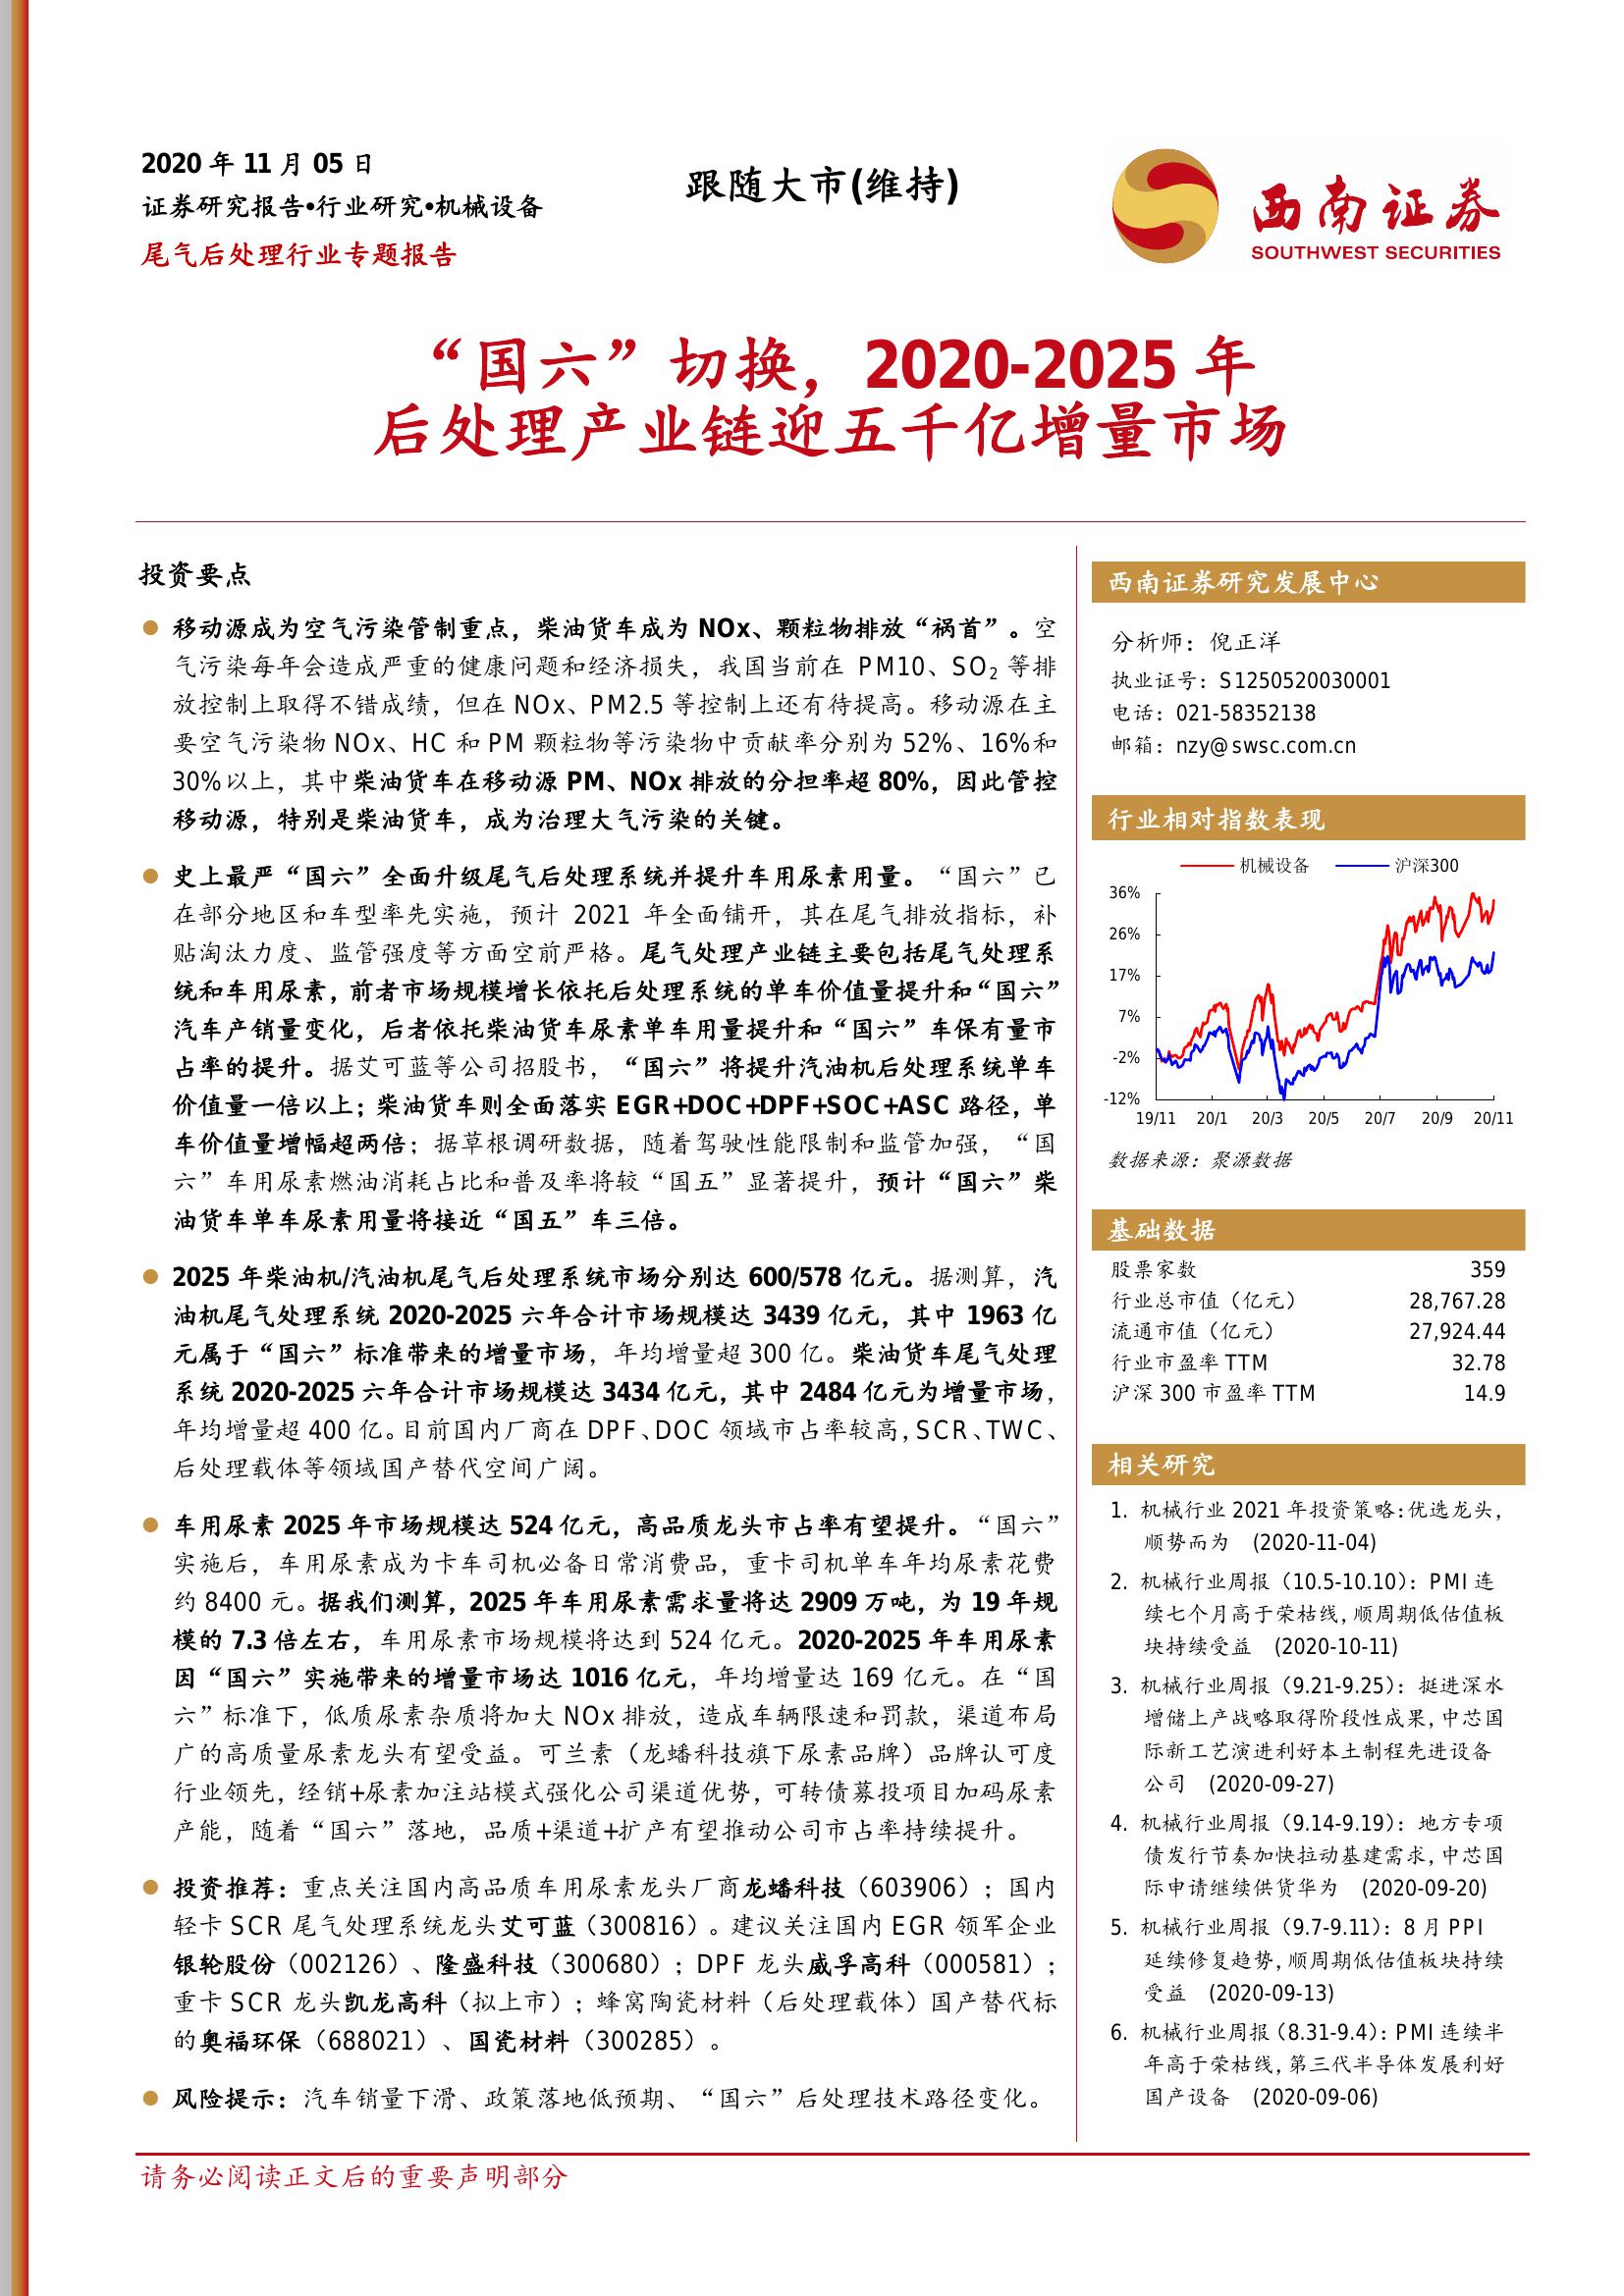 2020 年 11 月 05 日
证券研究报告•行业研究•机械设备
尾气后处理行业专题报告
跟随大市(维持)
西南证券
SOUTHWEST SECURITIES
“国六”切换，2020-2025 年
后处理产业链迎五千亿增量市场
投资要点
移动源成为空气污染管制重点，柴油货车成为 NOx、颗粒物排放“祸首”。空
气污染每年会造成严重的健康问题和经济损失，我国当前在 PM10、SO₂ 等排
放控制上取得不错成绩，但在 NOx、PM2.5 等控制上还有待提高。移动源在主
要空气污染物 NOx、HC 和 PM 颗粒物等污染物中贡献率分别为 52%、16%和
30%以上，其中柴油货车在移动源 PM、NOx 排放的分担率超 80%，因此管控
移动源，特别是柴油货车，成为治理大气污染的关键。
史上最严“国六”全面升级尾气后处理系统并提升车用尿素用量。“国六”已
在部分地区和车型率先实施，预计 2021 年全面铺开，其在尾气排放指标，补
贴淘汰力度、监管强度等方面空前严格。尾气处理产业链主要包括尾气处理系
统和车用尿素，前者市场规模增长依托后处理系统的单车价值量提升和“国六”
汽车产销量变化，后者依托柴油货车尿素单车用量提升和“国六”车保有量市
占率的提升。据艾可蓝等公司招股书，“国六”将提升汽油机后处理系统单车
价值量一倍以上；柴油货车则全面落实 EGR+DOC+DPF+SOC+ASC 路径，单
车价值量增幅超两倍；据草根调研数据，随着驾驶性能限制和监管加强，“国
六”车用尿素燃油消耗占比和普及率将较“国五”显著提升，预计“国六”柴
油货车单车尿素用量将接近“国五”车三倍。
2025 年柴油机/汽油机尾气后处理系统市场分别达 600/578 亿元。据测算，汽
油机尾气处理系统 2020-2025 六年合计市场规模达 3439 亿元，其中 1963 亿
元属于“国六”标准带来的增量市场，年均增量超 300 亿。柴油货车尾气处理
系统 2020-2025 六年合计市场规模达 3434 亿元，其中 2484 亿元为增量市场，
年均增量超 400 亿。目前国内厂商在 DPF、DOC 领域市占率较高，SCR、TWC、
后处理载体等领域国产替代空间广阔。
车用尿素 2025 年市场规模达 524 亿元，高品质龙头市占率有望提升。“国六”
实施后，车用尿素成为卡车司机必备日常消费品，重卡司机单车年均尿素花费
约 8400 元。据我们测算，2025 年车用尿素需求量将达 2909 万吨，为 19 年规
模的 7.3 倍左右，车用尿素市场规模将达到 524 亿元。2020-2025 年车用尿素
因“国六”实施带来的增量市场达 1016 亿元，年均增量达 169 亿元。在“国
六”标准下，低质尿素杂质将加大 NOx 排放，造成车辆限速和罚款，渠道布局
广的高质量尿素龙头有望受益。可兰素（龙蟠科技旗下尿素品牌）品牌认可度
行业领先，经销+尿素加注站模式强化公司渠道优势，可转债募投项目加码尿素
产能，随着“国六”落地，品质+渠道+扩产有望推动公司市占率持续提升。
投资推荐：重点关注国内高品质车用尿素龙头厂商龙蟠科技（603906）；国内
轻卡 SCR 尾气处理系统龙头艾可蓝（300816）。建议关注国内 EGR 领军企业
银轮股份（002126）、隆盛科技（300680）；DPF 龙头威孚高科（000581）；
重卡 SCR 龙头凯龙高科（拟上市）；蜂窝陶瓷材料（后处理载体）国产替代标
的奥福环保（688021）、国瓷材料（300285）。
风险提示：汽车销量下滑、政策落地低预期、“国六”后处理技术路径变化。
西南证券研究发展中心
分析师：倪正洋
执业证号：S1250520030001
电话：021-58352138
邮箱：nzy@swsc.com.cn
行业相对指数表现
机械设备 沪深300
36%
26%
17%
7%
-2%
-12%
19/11 20/1 20/3 20/5 20/7 20/9 20/11
数据来源：聚源数据
基础数据
股票家数 359
行业总市值（亿元） 28,767.28
流通市值（亿元） 27,924.44
行业市盈率 TTM 32.78
沪深 300 市盈率 TTM 14.9
相关研究
1. 机械行业 2021 年投资策略：优选龙头，
顺势而为 (2020-11-04)
2. 机械行业周报（10.5-10.10）：PMI 连
续七个月高于荣枯线，顺周期低估值板
块持续受益 (2020-10-11)
3. 机械行业周报（9.21-9.25）：挺进深水
增储上产战略取得阶段性成果，中芯国
际新工艺演进利好本土制程先进设备
公司 (2020-09-27)
4. 机械行业周报（9.14-9.19）：地方专项
债发行节奏加快拉动基建需求，中芯国
际申请继续供货华为 (2020-09-20)
5. 机械行业周报（9.7-9.11）：8 月 PPI
延续修复趋势，顺周期低估值板块持续
受益 (2020-09-13)
6. 机械行业周报（8.31-9.4）：PMI 连续半
年高于荣枯线，第三代半导体发展利好
国产设备 (2020-09-06)
请务必阅读正文后的重要声明部分